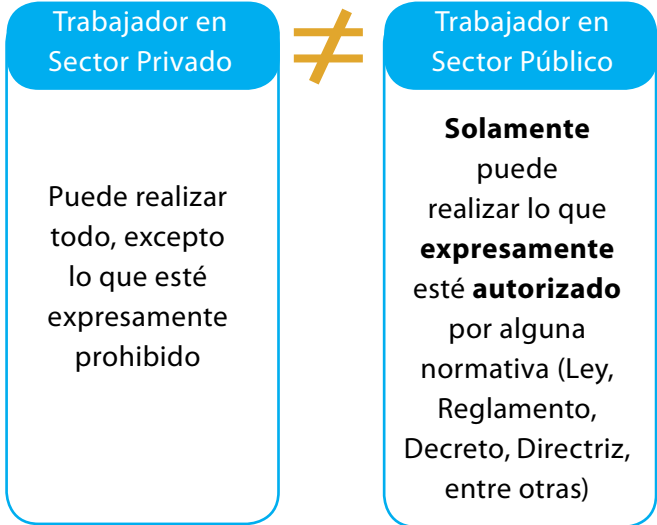 Trabajador en
Sector Privado
Puede realizar
todo, excepto
lo que esté
expresamente
prohibido
≠
Trabajador en
Sector Público
Solamente
puede
realizar lo que
expresamente
esté autorizado
por alguna
normativa (Ley,
Reglamento,
Decreto, Directriz,
entre otras)